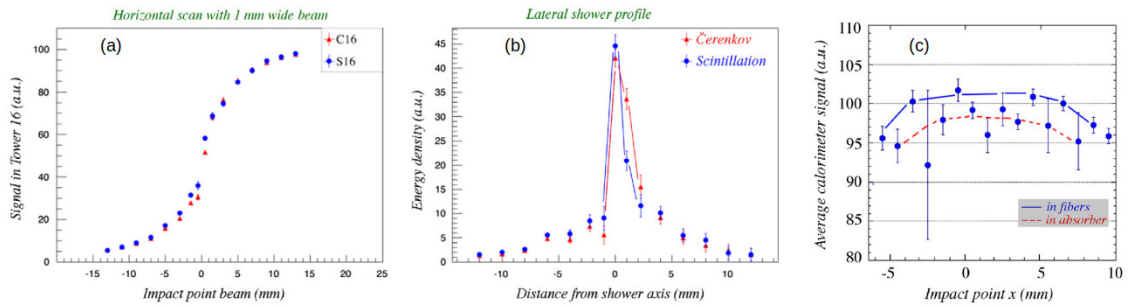 Horizontal scan with 1 mm wide beam
(a)
C16
S16
Signal in Tower 16 (a.u.)
100
80
60
40
20
0
-15 -10 -5 0 5 10 15 20 25
Impact point beam (mm)
Lateral shower profile
(b)
Čerenkov
Scintillation
Energy density (a.u.)
45
40
35
30
25
20
15
10
5
0
-10 -5 0 5 10
Distance from shower axis (mm)
(c)
Average calorimeter signal (a.u.)
110
105
100
95
90
85
80
in fibers
in absorber
-5 0 5 10
Impact point x (mm)